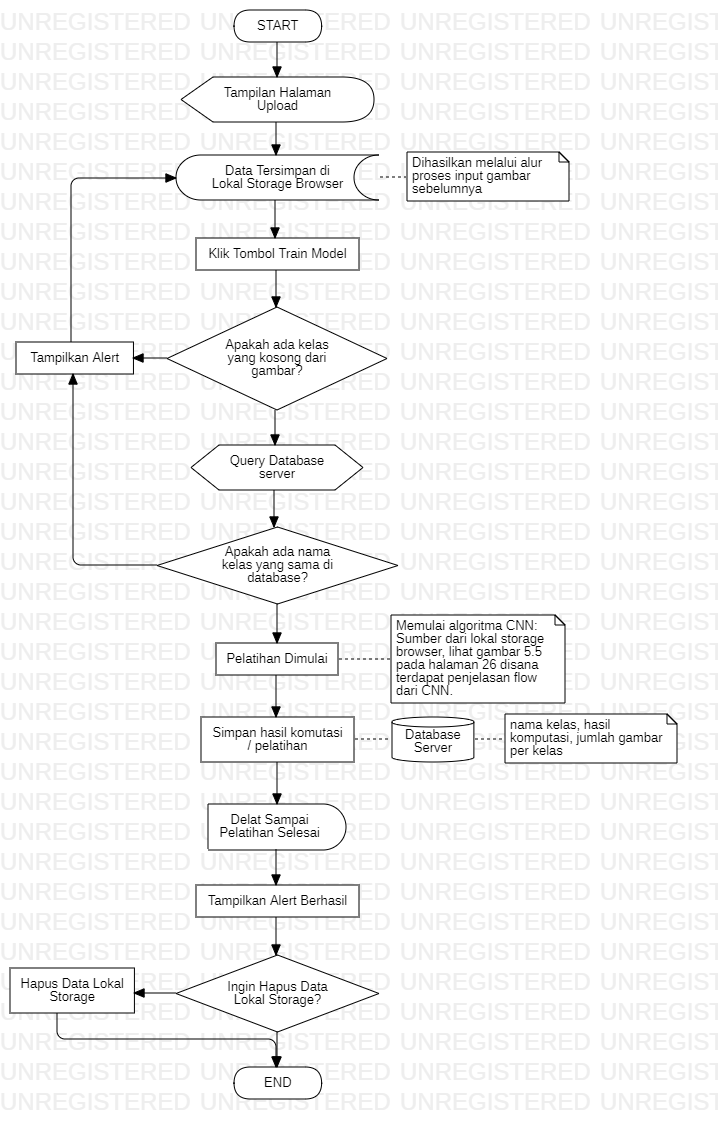 START
Tampilan Halaman
Upload
Data Tersimpan di
Lokal Storage Browser
Dihasilkan melalui alur
proses input gambar
sebelumnya
Klik Tombol Train Model
Apakah ada kelas
yang kosong dari
gambar?
Tampilkan Alert
Query Database
server
Apakah ada nama
kelas yang sama di
database?
Pelatihan Dimulai
Memulai algoritma CNN:
Sumber dari lokal storage
browser, lihat gambar 5.5
pada halaman 26 disana
terdapat penjelasan flow
dari CNN.
Simpan hasil komutasi
/ pelatihan
Database
Server
nama kelas, hasil
komputasi, jumlah gambar
per kelas
Delat Sampai
Pelatihan Selesai
Tampilkan Alert Berhasil
Ingin Hapus Data
Lokal Storage?
Hapus Data Lokal
Storage
END
UNREGISTERED